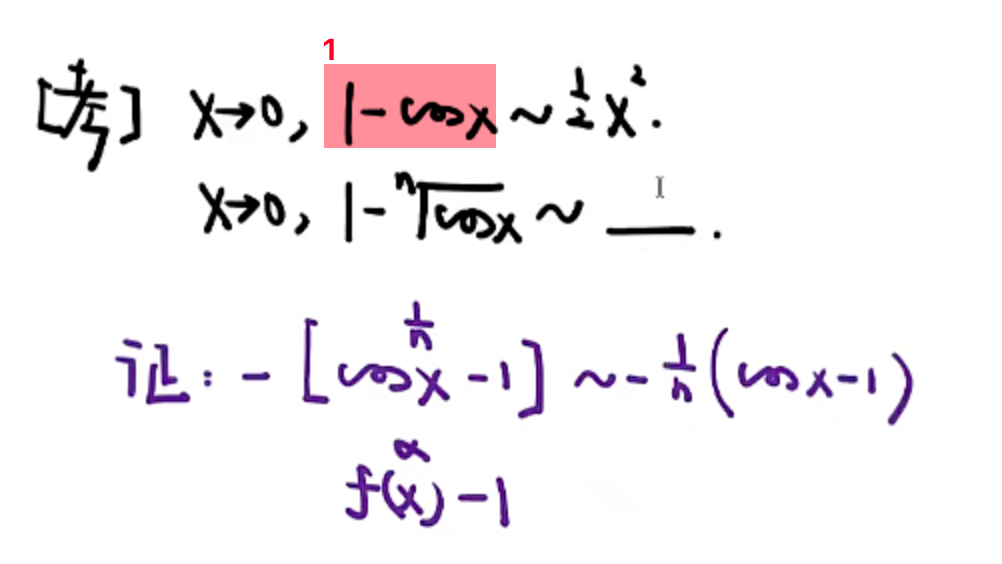 1
[考] x→0, 1-cosx ~ ½x².
x→0, 1-ⁿ√cosx ~ ___.
证: -[cos^{1/n}x -1] ~ -1/n(cosx-1)
f(x)^α -1